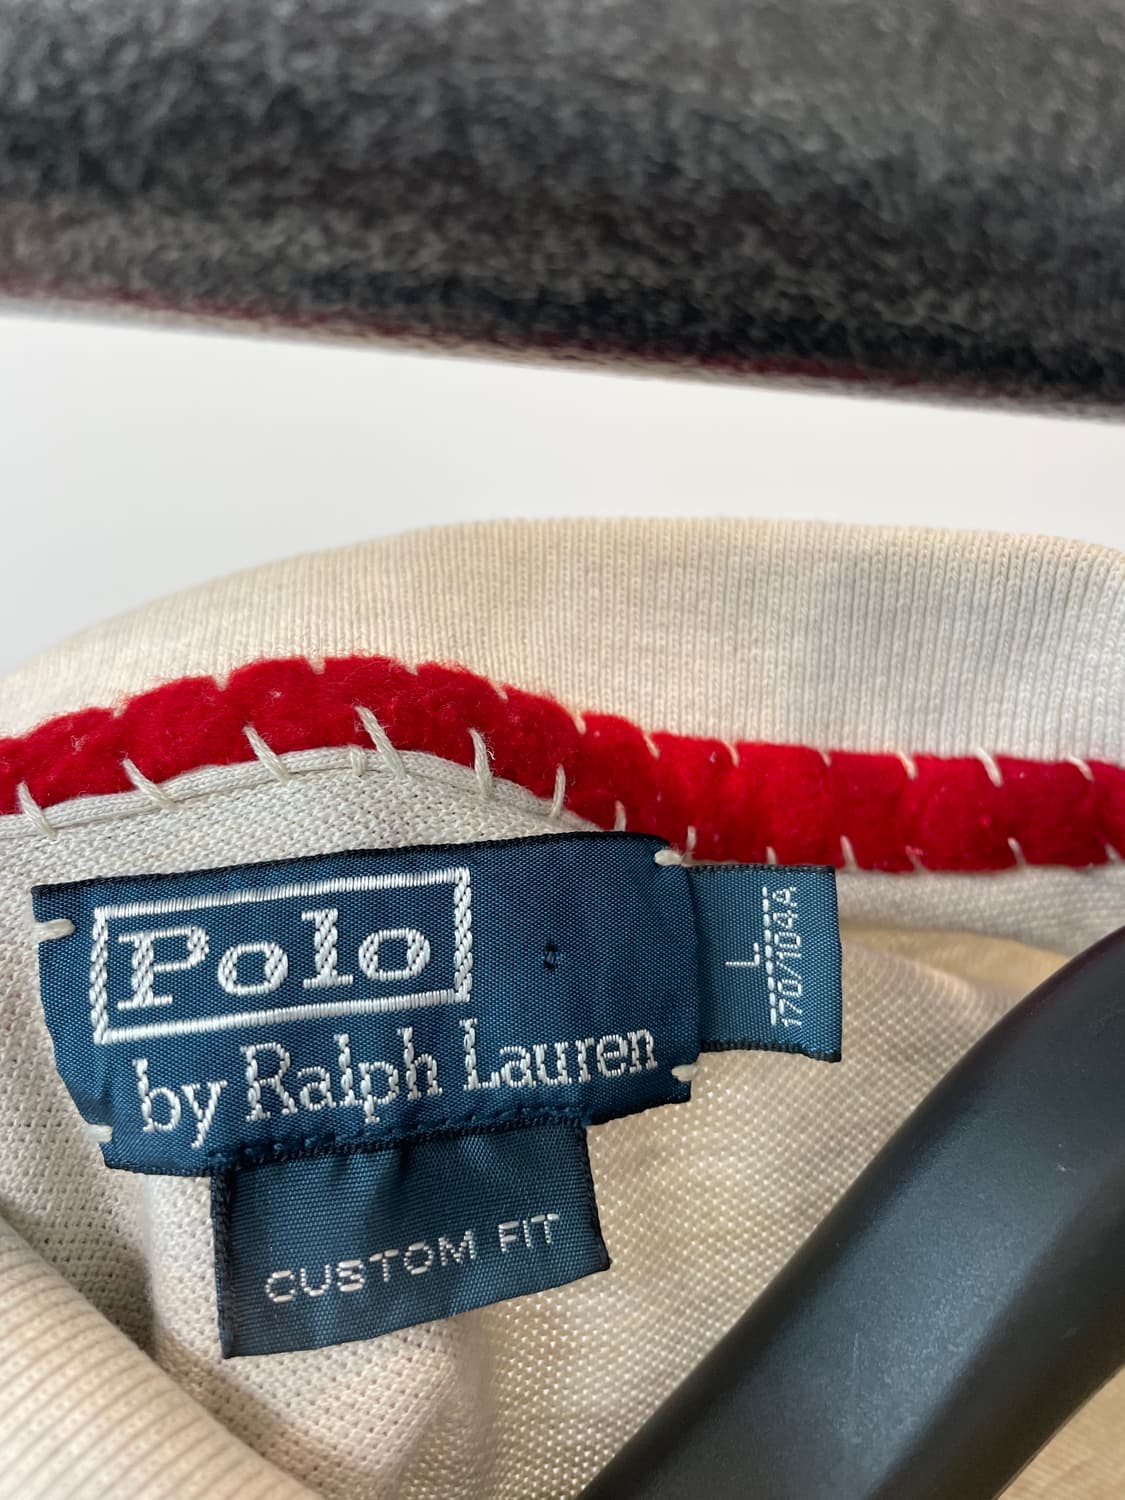 Polo
by Ralph Lauren
L
170/104A
CUSTOM FIT